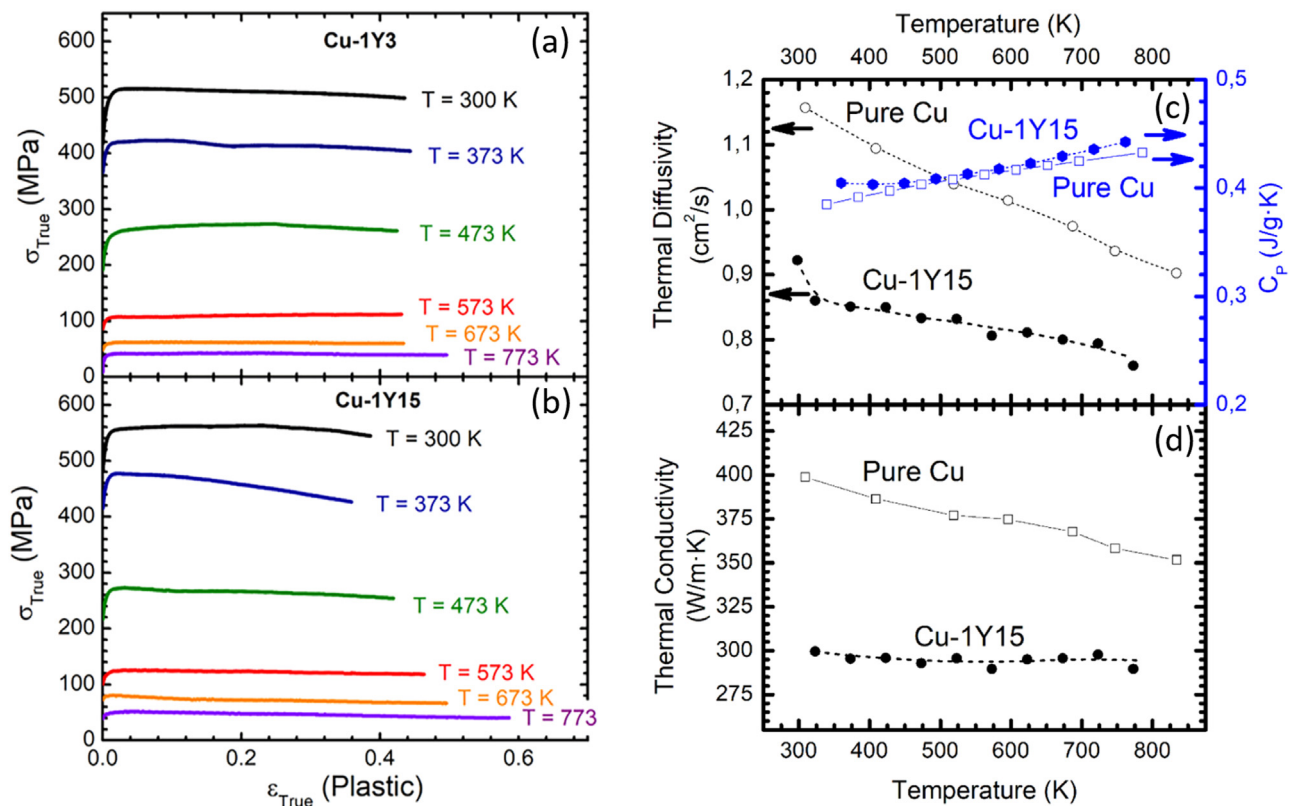 600
500
400
300
200
100
0
σTrue (MPa)
Cu-1Y3
(a)
T = 300 K
T = 373 K
T = 473 K
T = 573 K
T = 673 K
T = 773 K
600
500
400
300
200
100
0
σTrue (MPa)
Cu-1Y15
(b)
T = 300 K
T = 373 K
T = 473 K
T = 573 K
T = 673 K
T = 773
0.0 0.2 0.4 0.6
εTrue (Plastic)
Temperature (K)
300 400 500 600 700 800
1,2
1,1
1,0
0,9
0,8
0,7
Thermal Diffusivity
(cm²/s)
(c)
Pure Cu
Cu-1Y15
Pure Cu
Cu-1Y15
0,5
0,4
0,3
0,2
CP (J/g·K)
425
400
375
350
325
300
275
Thermal Conductivity
(W/m·K)
(d)
Pure Cu
Cu-1Y15
300 400 500 600 700 800
Temperature (K)